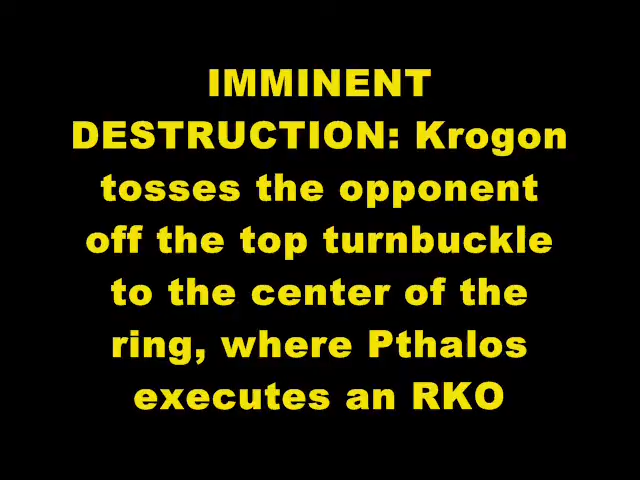 IMMINENT
DESTRUCTION: Krogon
tosses the opponent
off the top turnbuckle
to the center of the
ring, where Pthalos
executes an RKO